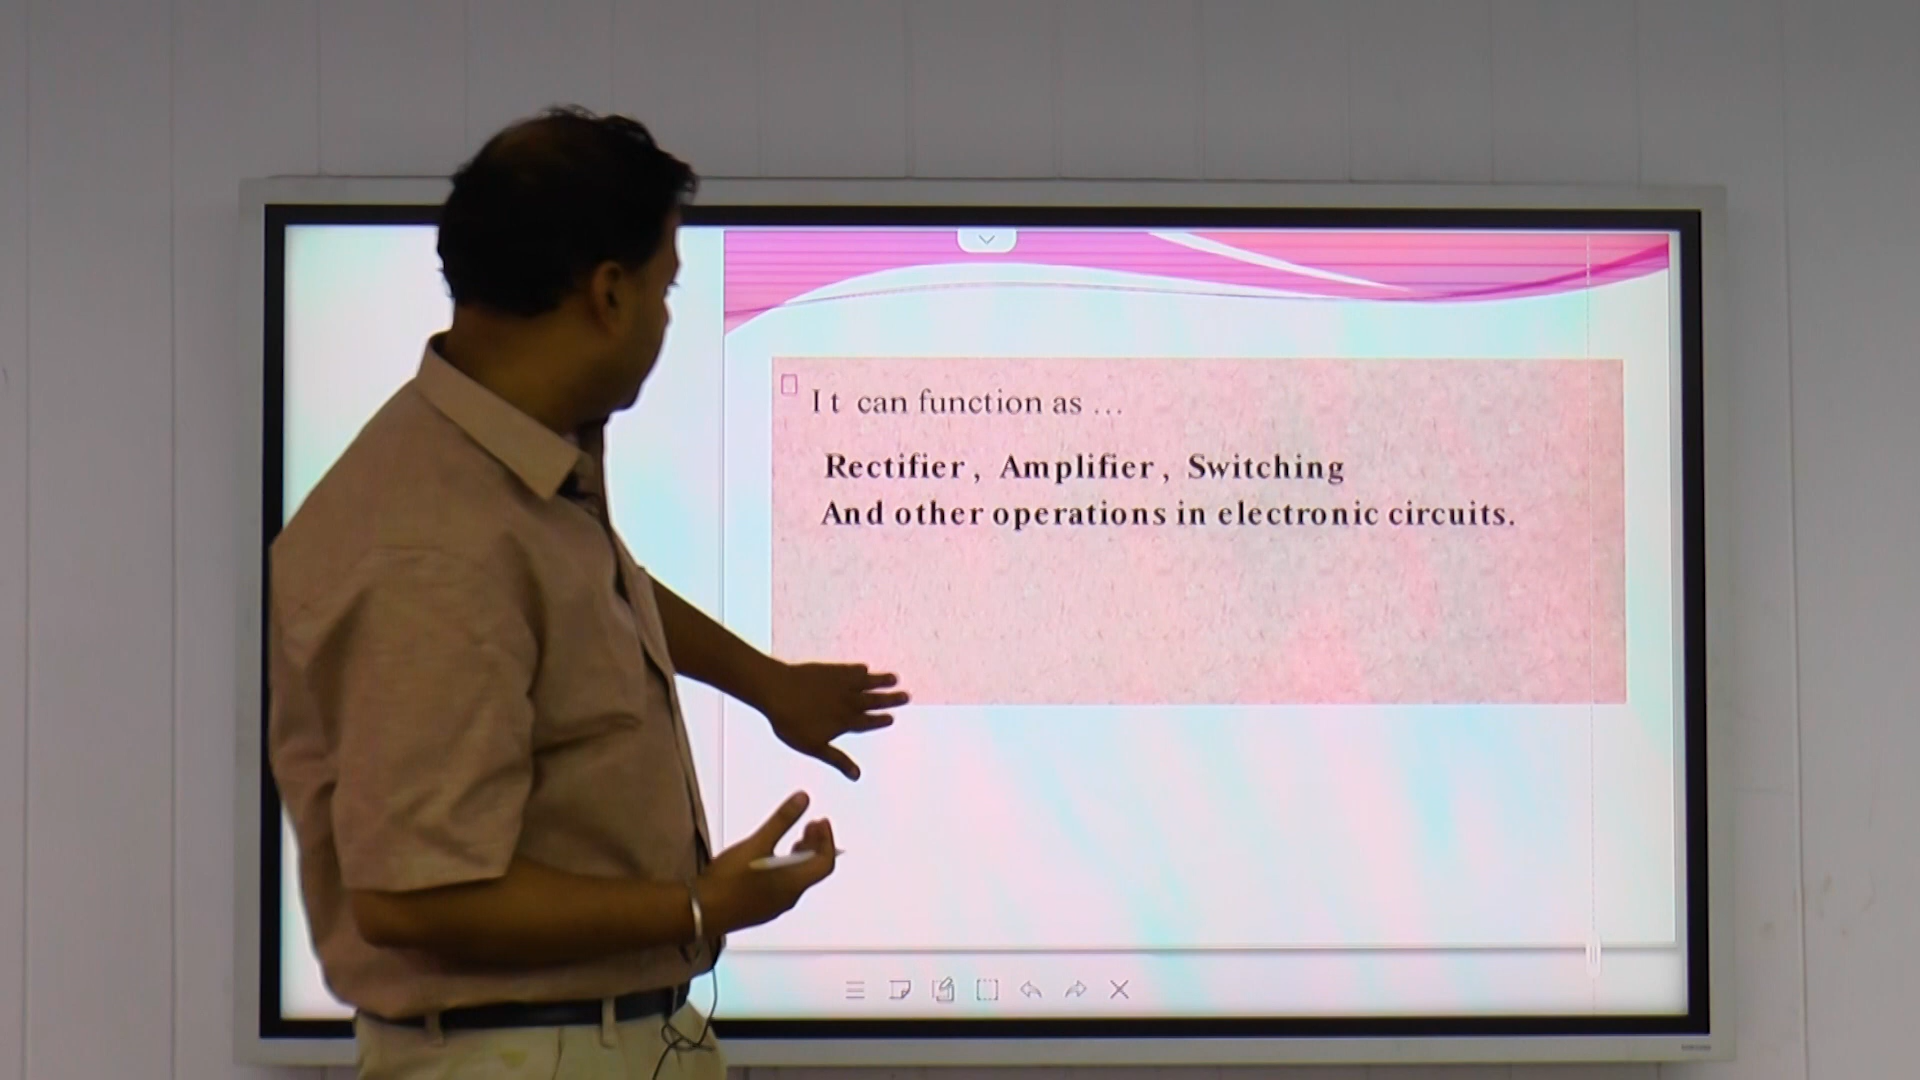 It can function as ...
Rectifier, Amplifier, Switching
And other operations in electronic circuits.